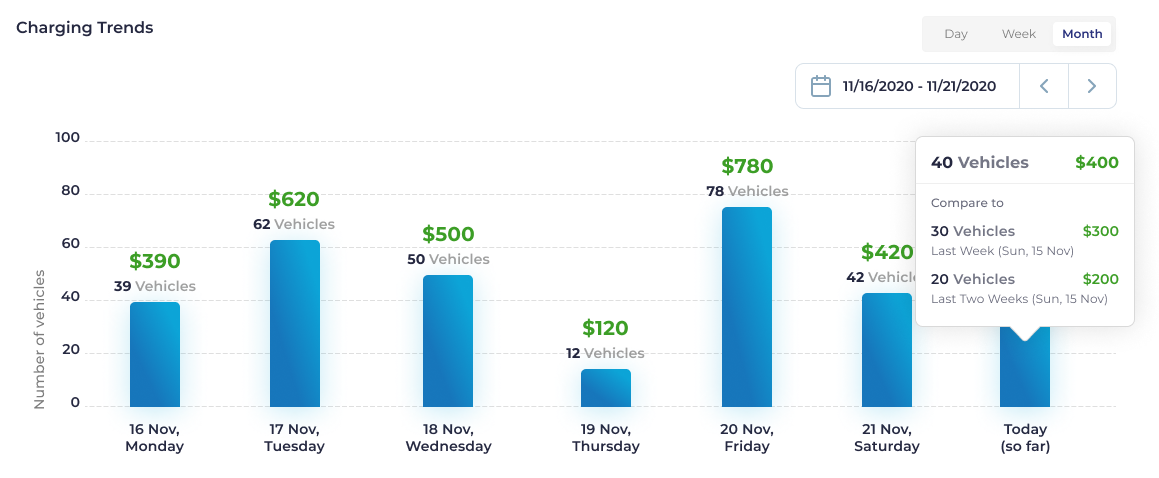 Charging Trends
Day Week Month
11/16/2020 - 11/21/2020
Number of vehicles
100
80
60
40
20
0
$390
39 Vehicles
$620
62 Vehicles
$500
50 Vehicles
$120
12 Vehicles
$780
78 Vehicles
$420
42 Vehicl
40 Vehicles $400
Compare to
30 Vehicles $300
Last Week (Sun, 15 Nov)
20 Vehicles $200
Last Two Weeks (Sun, 15 Nov)
16 Nov,
Monday
17 Nov,
Tuesday
18 Nov,
Wednesday
19 Nov,
Thursday
20 Nov,
Friday
21 Nov,
Saturday
Today
(so far)